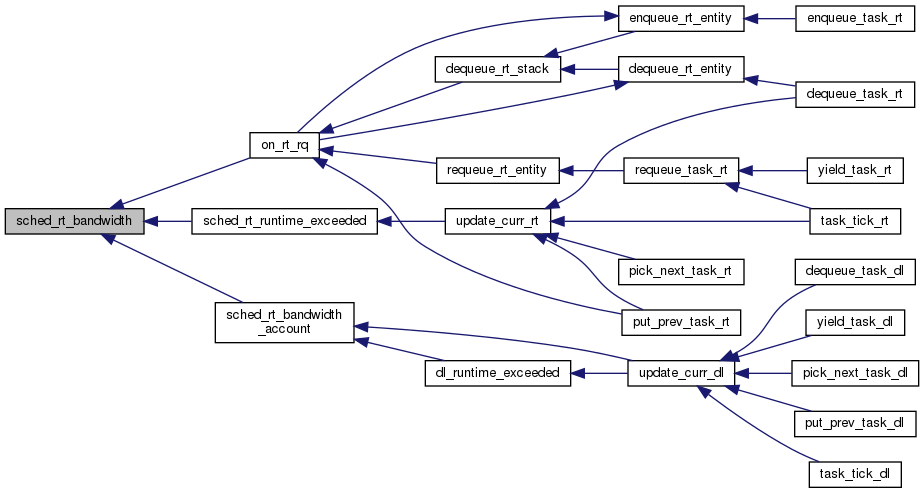 enqueue_rt_entity
enqueue_task_rt
dequeue_rt_stack
dequeue_rt_entity
dequeue_task_rt
on_rt_rq
requeue_rt_entity
requeue_task_rt
yield_task_rt
sched_rt_bandwidth
sched_rt_runtime_exceeded
update_curr_rt
task_tick_rt
pick_next_task_rt
dequeue_task_dl
sched_rt_bandwidth
_account
put_prev_task_rt
yield_task_dl
dl_runtime_exceeded
update_curr_dl
pick_next_task_dl
put_prev_task_dl
task_tick_dl